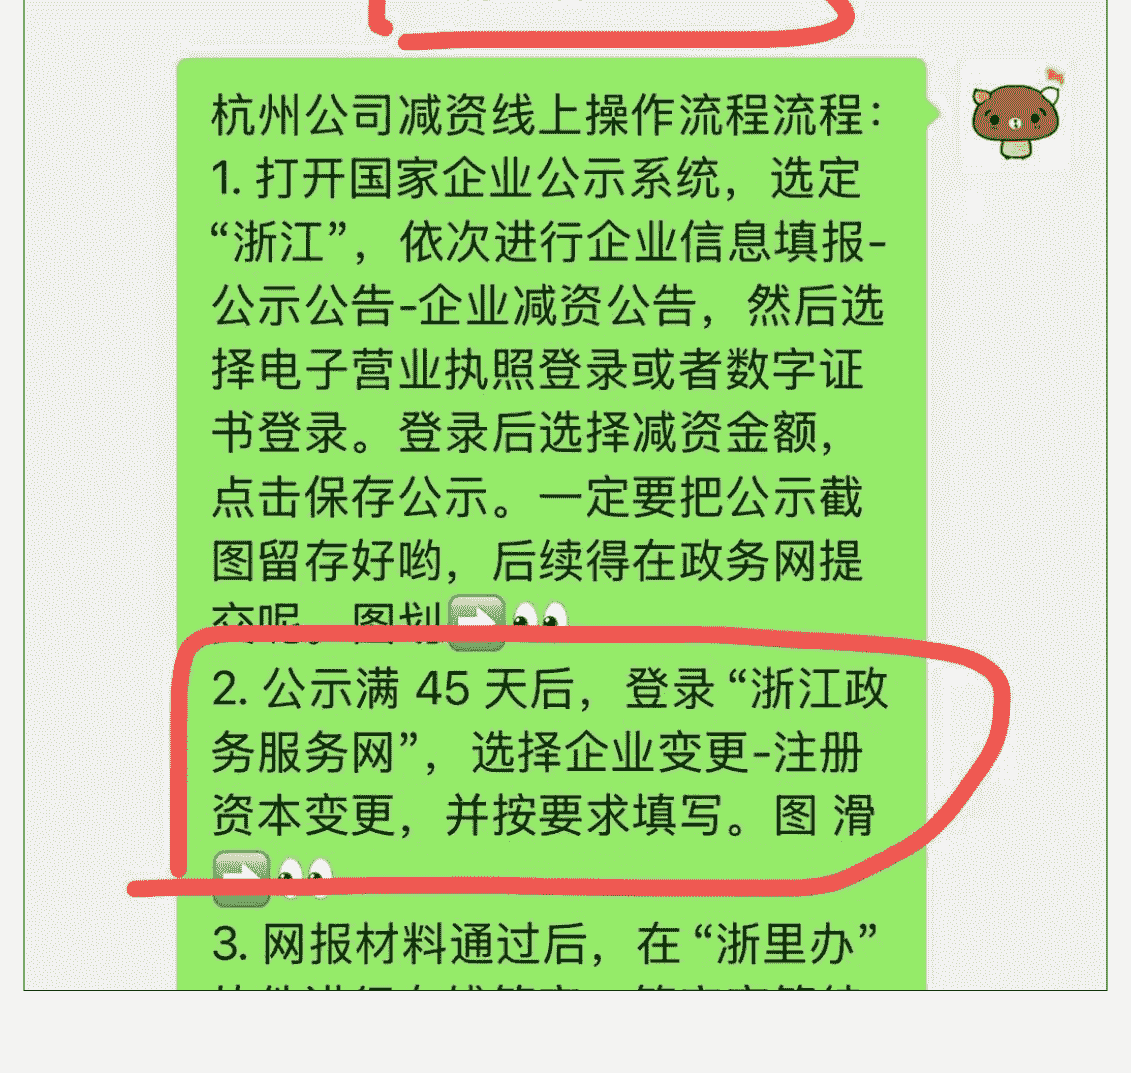 杭州公司减资线上操作流程流程：
1. 打开国家企业公示系统，选定
“浙江”，依次进行企业信息填报-
公示公告-企业减资公告，然后选
择电子营业执照登录或者数字证
书登录。登录后选择减资金额，
点击保存公示。一定要把公示截
图留存好哟，后续得在政务网提
交呢。图划➡️👀
2. 公示满 45 天后，登录 “浙江政
务服务网”，选择企业变更-注册
资本变更，并按要求填写。图 滑
➡️👀
3. 网报材料通过后，在 “浙里办”